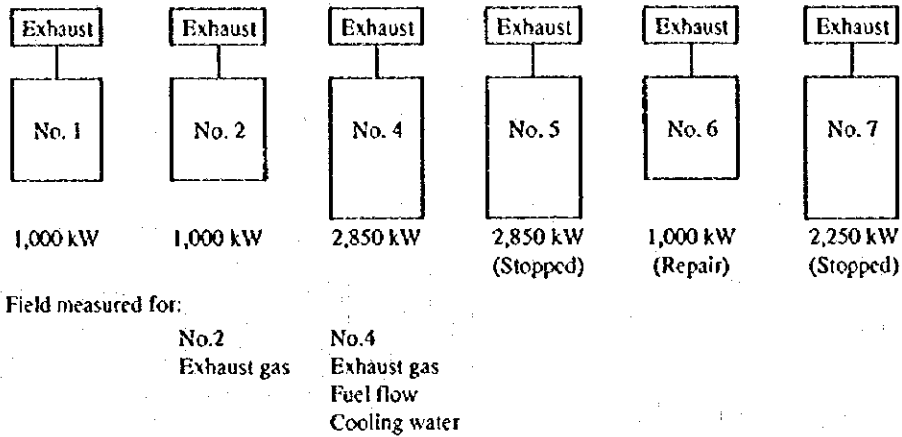 Exhaust Exhaust Exhaust Exhaust Exhaust Exhaust
No. 1 No. 2 No. 4 No. 5 No. 6 No. 7
1,000 kW 1,000 kW 2,850 kW 2,850 kW 1,000 kW 2,250 kW
(Stopped) (Repair) (Stopped)
Field measured for:
No.2 No.4
Exhaust gas Exhaust gas
Fuel flow
Cooling water